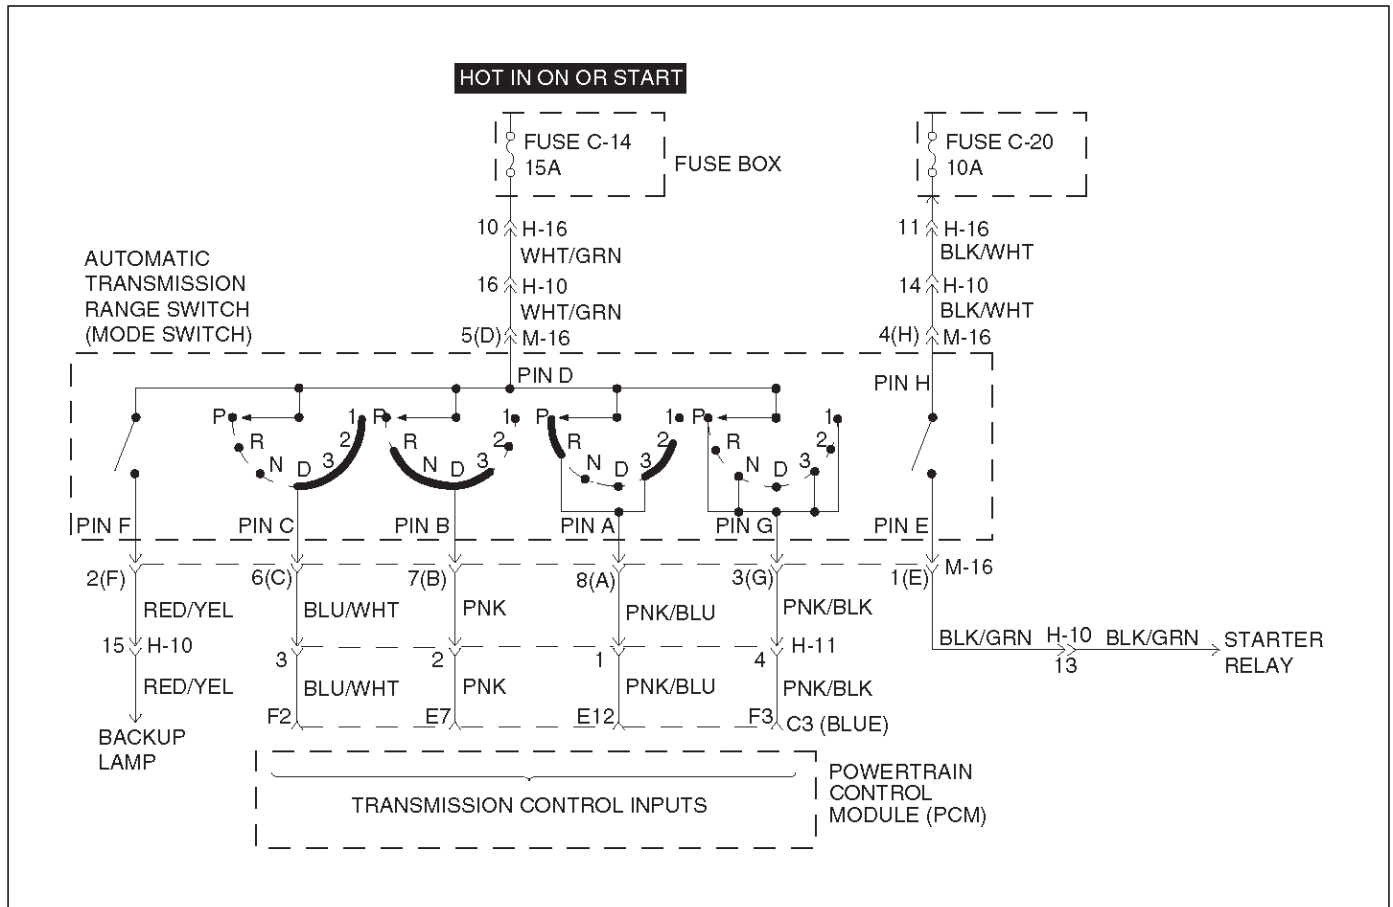 HOT IN ON OR START
FUSE C-14
15A
FUSE BOX
FUSE C-20
10A
10 H-16
WHT/GRN
16 H-10
WHT/GRN
5(D) M-16
11 H-16
BLK/WHT
14 H-10
BLK/WHT
4(H) M-16
AUTOMATIC
TRANSMISSION
RANGE SWITCH
(MODE SWITCH)
PIN D
PIN H
P R N D 3 2 1
P R N D 3 2 1
P R N D 3 2 1
P R N D 3 2 1
PIN F PIN C PIN B PIN A PIN G PIN E
2(F) 6(C) 7(B) 8(A) 3(G) 1(E) M-16
RED/YEL BLU/WHT PNK PNK/BLU PNK/BLK
BLK/GRN H-10 BLK/GRN
13
STARTER
RELAY
15 H-10 3 2 1 4 H-11
RED/YEL BLU/WHT PNK PNK/BLU PNK/BLK
F2 E7 E12 F3 C3 (BLUE)
BACKUP
LAMP
TRANSMISSION CONTROL INPUTS
POWERTRAIN
CONTROL
MODULE (PCM)